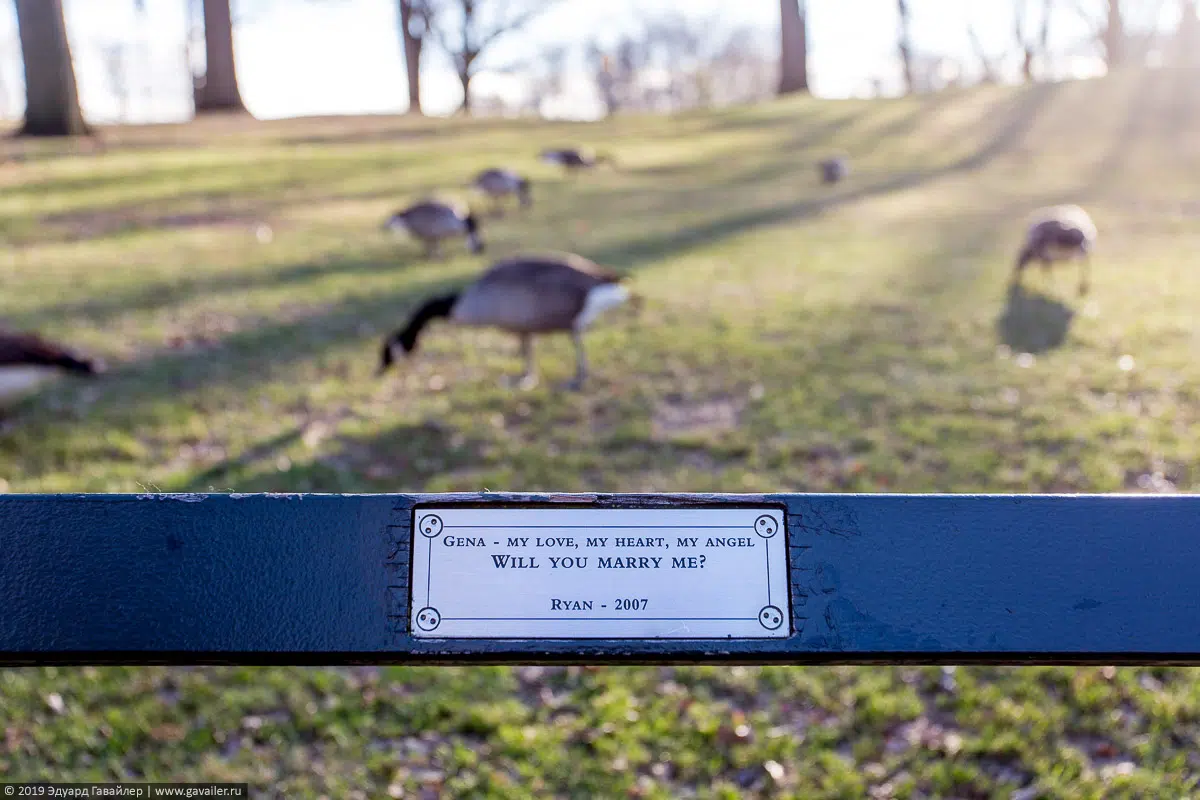 Gena - my love, my heart, my angel
Will you marry me?
Ryan - 2007
© 2019 Эдуард Гавайлер | www.gavailer.ru